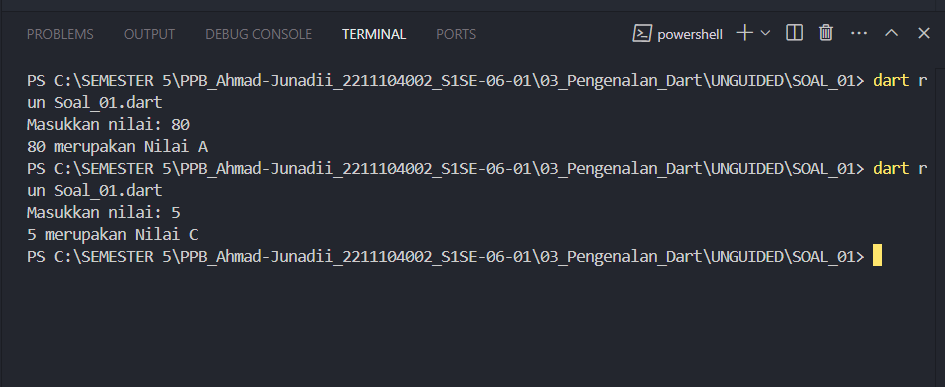 PROBLEMS OUTPUT DEBUG CONSOLE TERMINAL PORTS powershell
PS C:\SEMESTER 5\PPB_Ahmad-Junadii_2211104002_S1SE-06-01\03_Pengenalan_Dart\UNGUIDED\SOAL_01> dart r
un Soal_01.dart
Masukkan nilai: 80
80 merupakan Nilai A
PS C:\SEMESTER 5\PPB_Ahmad-Junadii_2211104002_S1SE-06-01\03_Pengenalan_Dart\UNGUIDED\SOAL_01> dart r
un Soal_01.dart
Masukkan nilai: 5
5 merupakan Nilai C
PS C:\SEMESTER 5\PPB_Ahmad-Junadii_2211104002_S1SE-06-01\03_Pengenalan_Dart\UNGUIDED\SOAL_01>